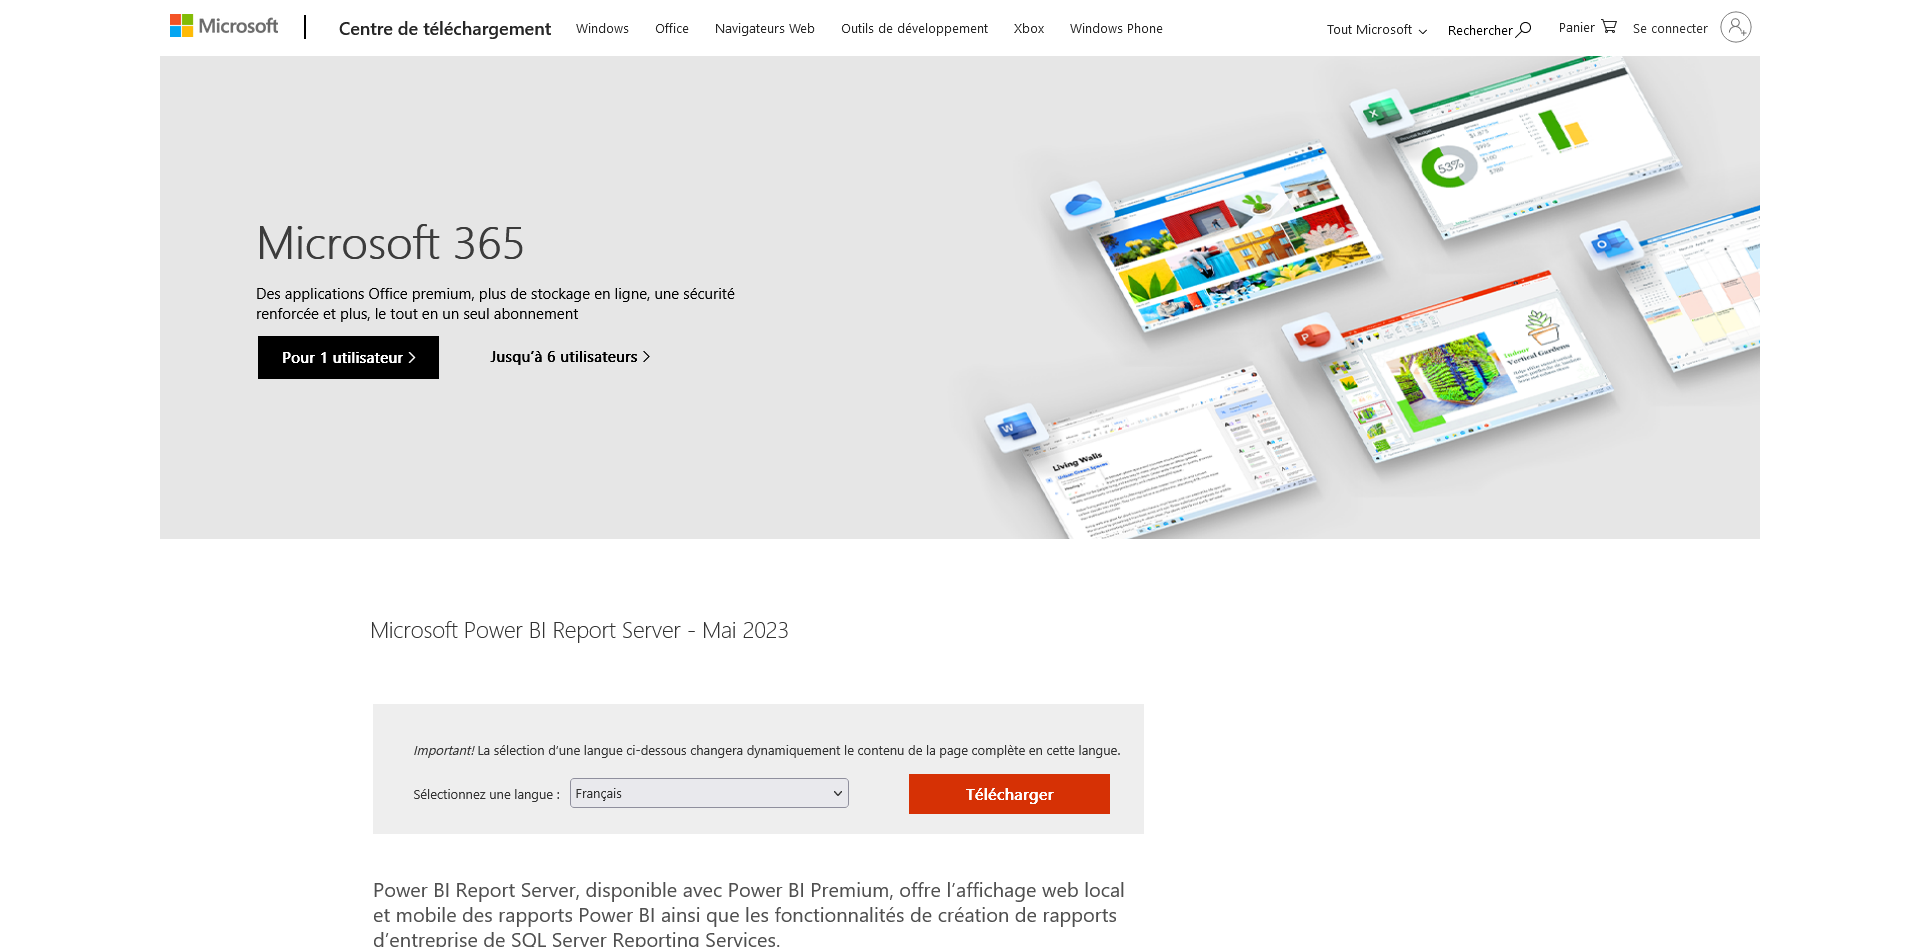 Microsoft
Centre de téléchargement
Windows
Office
Navigateurs Web
Outils de développement
Xbox
Windows Phone
Tout Microsoft
Rechercher
Panier
Se connecter
Microsoft 365
Des applications Office premium, plus de stockage en ligne, une sécurité
renforcée et plus, le tout en un seul abonnement
Pour 1 utilisateur
Jusqu'à 6 utilisateurs
53%
Indoor
Vertical Gardens
Living Walls
Microsoft Power BI Report Server - Mai 2023
Important! La sélection d'une langue ci-dessous changera dynamiquement le contenu de la page complète en cette langue.
Sélectionnez une langue :
Français
Télécharger
Power BI Report Server, disponible avec Power BI Premium, offre l'affichage web local
et mobile des rapports Power BI ainsi que les fonctionnalités de création de rapports
d'entreprise de SQL Server Reporting Services.